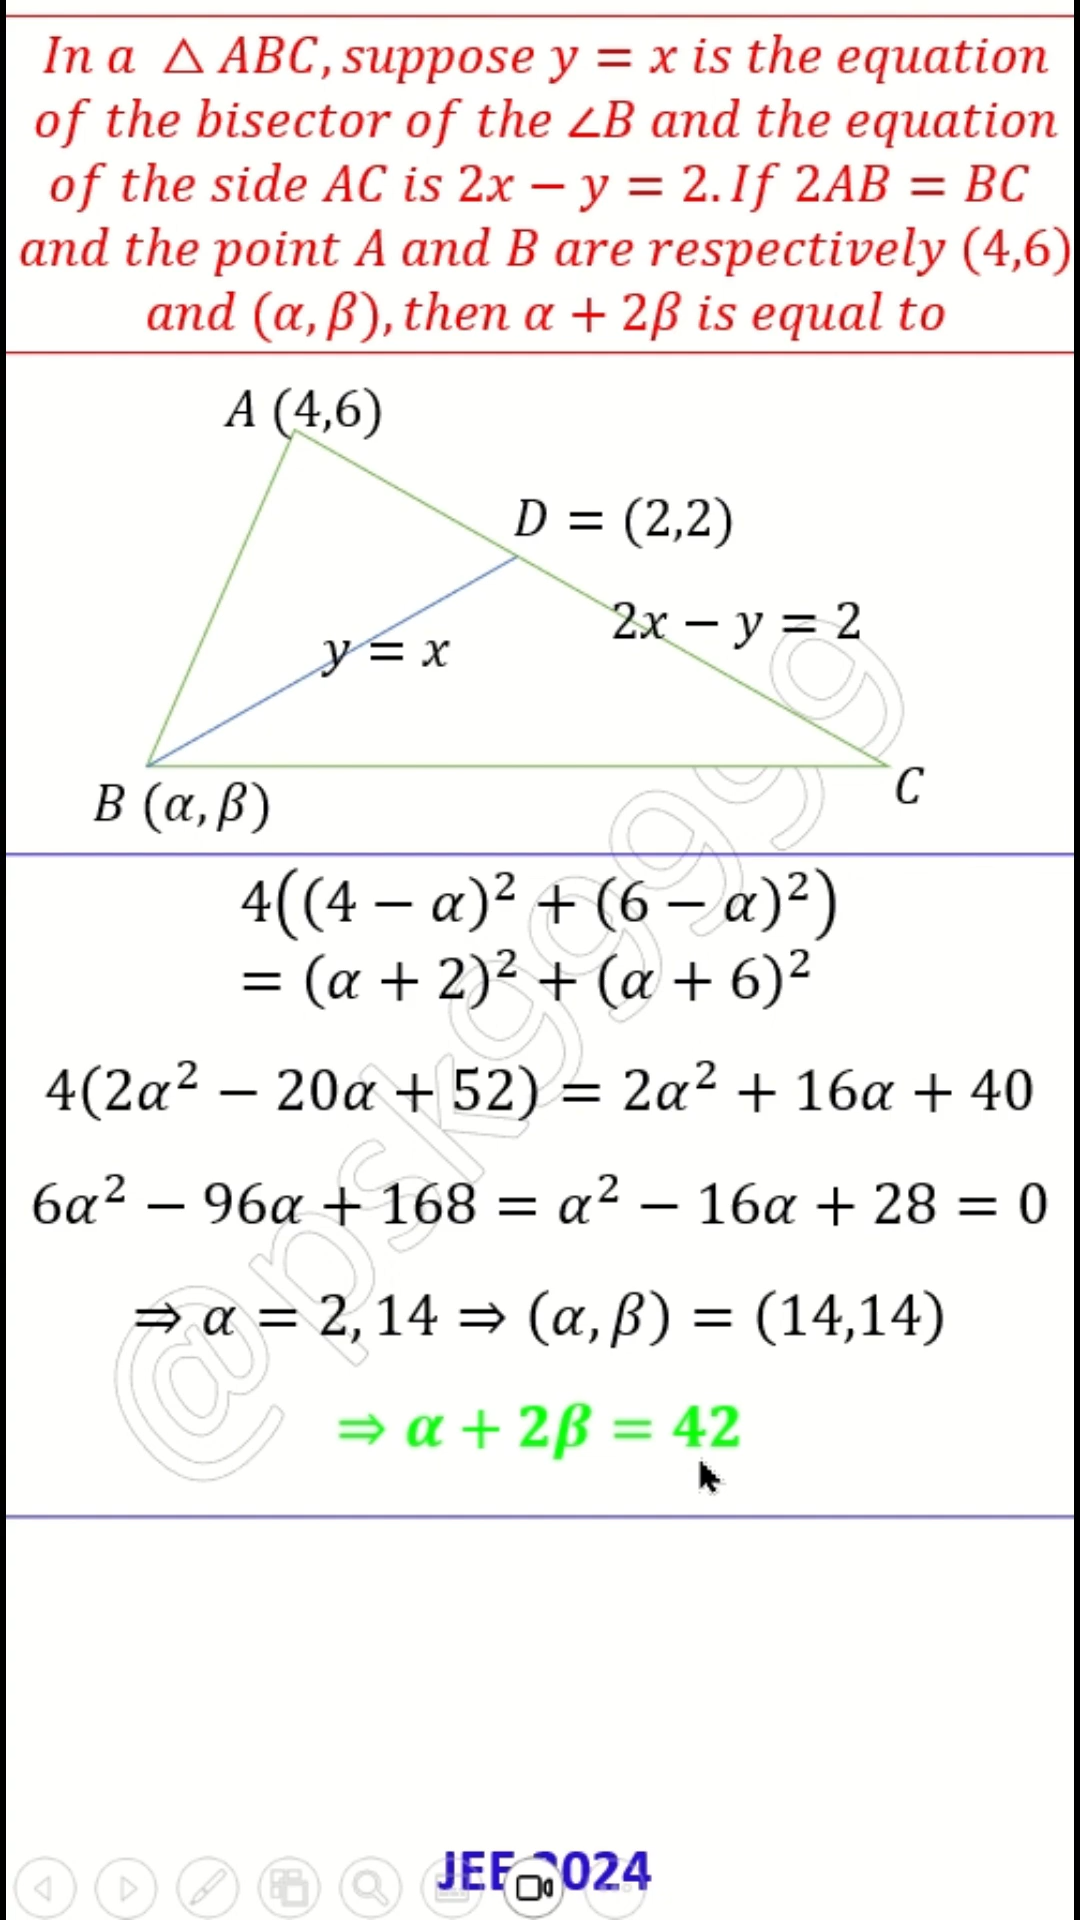 In a △ ABC, suppose y = x is the equation
of the bisector of the ∠B and the equation
of the side AC is 2x − y = 2. If 2AB = BC
and the point A and B are respectively (4,6)
and (α, β), then α + 2β is equal to
A (4,6)
D = (2,2)
2x − y = 2
y = x
B (α, β)
C
4((4 − α)² + (6 − α)²)
= (α + 2)² + (α + 6)²
4(2α² − 20α + 52) = 2α² + 16α + 40
6α² − 96α + 168 = α² − 16α + 28 = 0
⇒ α = 2, 14 ⇒ (α, β) = (14,14)
⇒ α + 2β = 42
@psk9999
JEE 2024